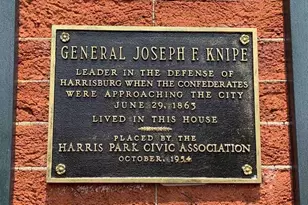 GENERAL JOSEPH F. KNIPE
LEADER IN THE DEFENSE OF
HARRISBURG WHEN THE CONFEDERATES
WERE APPROACHING THE CITY
JUNE 29, 1863
LIVED IN THIS HOUSE
PLACED BY THE
HARRIS PARK CIVIC ASSOCIATION
OCTOBER, 1954